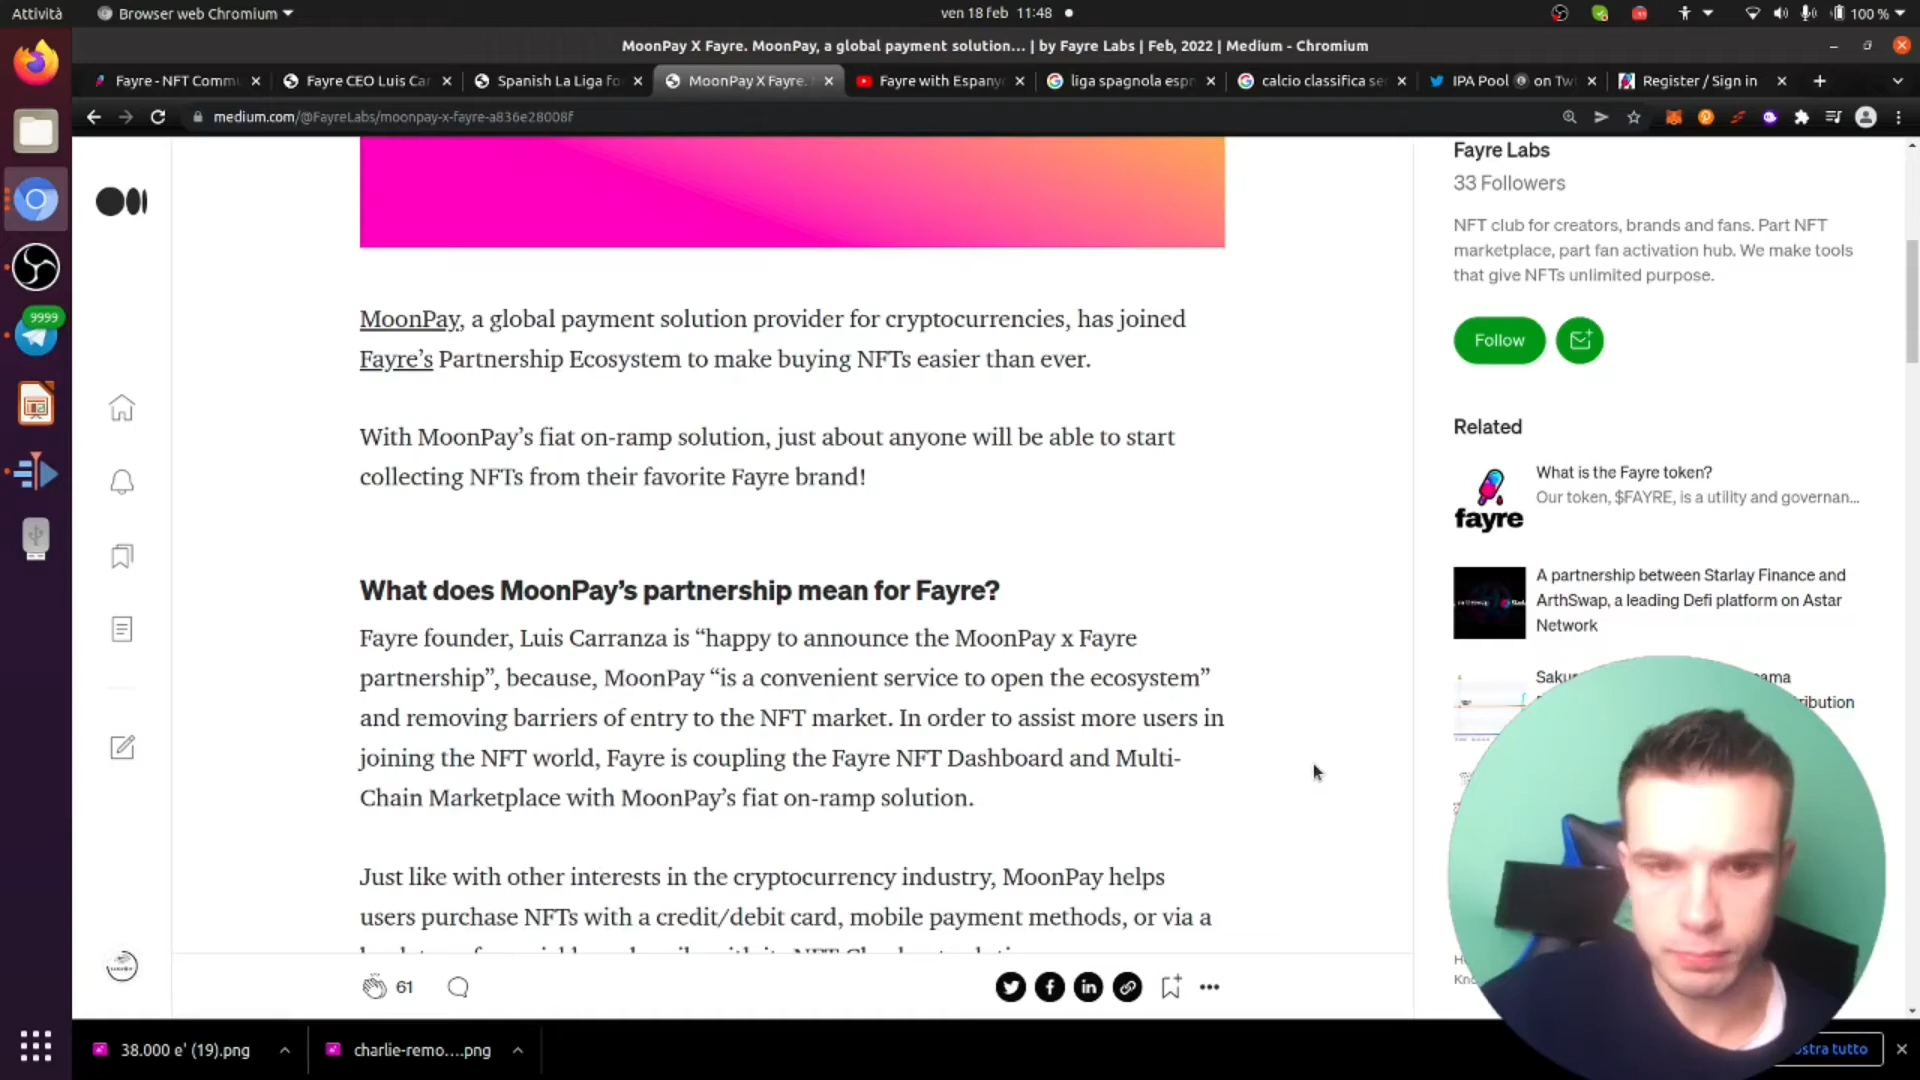 Attività
Browser web Chromium
ven 18 feb 11:48
100 %
MoonPay X Fayre. MoonPay, a global payment solution... | by Fayre Labs | Feb, 2022 | Medium - Chromium
Fayre - NFT Commu
Fayre CEO Luis Car
Spanish La Liga fo
MoonPay X Fayre.
Fayre with Espany
liga spagnola espn
calcio classifica se
IPA Pool on Tw
Register / Sign in
medium.com/@FayreLabs/moonpay-x-fayre-a836e28008f
9999
MoonPay, a global payment solution provider for cryptocurrencies, has joined
Fayre’s Partnership Ecosystem to make buying NFTs easier than ever.
With MoonPay’s fiat on-ramp solution, just about anyone will be able to start
collecting NFTs from their favorite Fayre brand!
What does MoonPay’s partnership mean for Fayre?
Fayre founder, Luis Carranza is “happy to announce the MoonPay x Fayre
partnership”, because, MoonPay “is a convenient service to open the ecosystem”
and removing barriers of entry to the NFT market. In order to assist more users in
joining the NFT world, Fayre is coupling the Fayre NFT Dashboard and Multi-
Chain Marketplace with MoonPay’s fiat on-ramp solution.
Just like with other interests in the cryptocurrency industry, MoonPay helps
users purchase NFTs with a credit/debit card, mobile payment methods, or via a
61
Fayre Labs
33 Followers
NFT club for creators, brands and fans. Part NFT
marketplace, part fan activation hub. We make tools
that give NFTs unlimited purpose.
Follow
Related
fayre
What is the Fayre token?
Our token, $FAYRE, is a utility and governan...
A partnership between Starlay Finance and
ArthSwap, a leading Defi platform on Astar
Network
38.000 e' (19).png
charlie-remo....png
ostra tutto